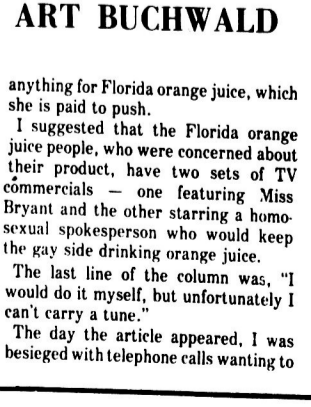 ART BUCHWALD
anything for Florida orange juice, which
she is paid to push.
I suggested that the Florida orange
juice people, who were concerned about
their product, have two sets of TV
commercials — one featuring Miss
Bryant and the other starring a homo-
sexual spokesperson who would keep
the gay side drinking orange juice.
The last line of the column was, "I
would do it myself, but unfortunately I
can't carry a tune."
The day the article appeared, I was
besieged with telephone calls wanting to